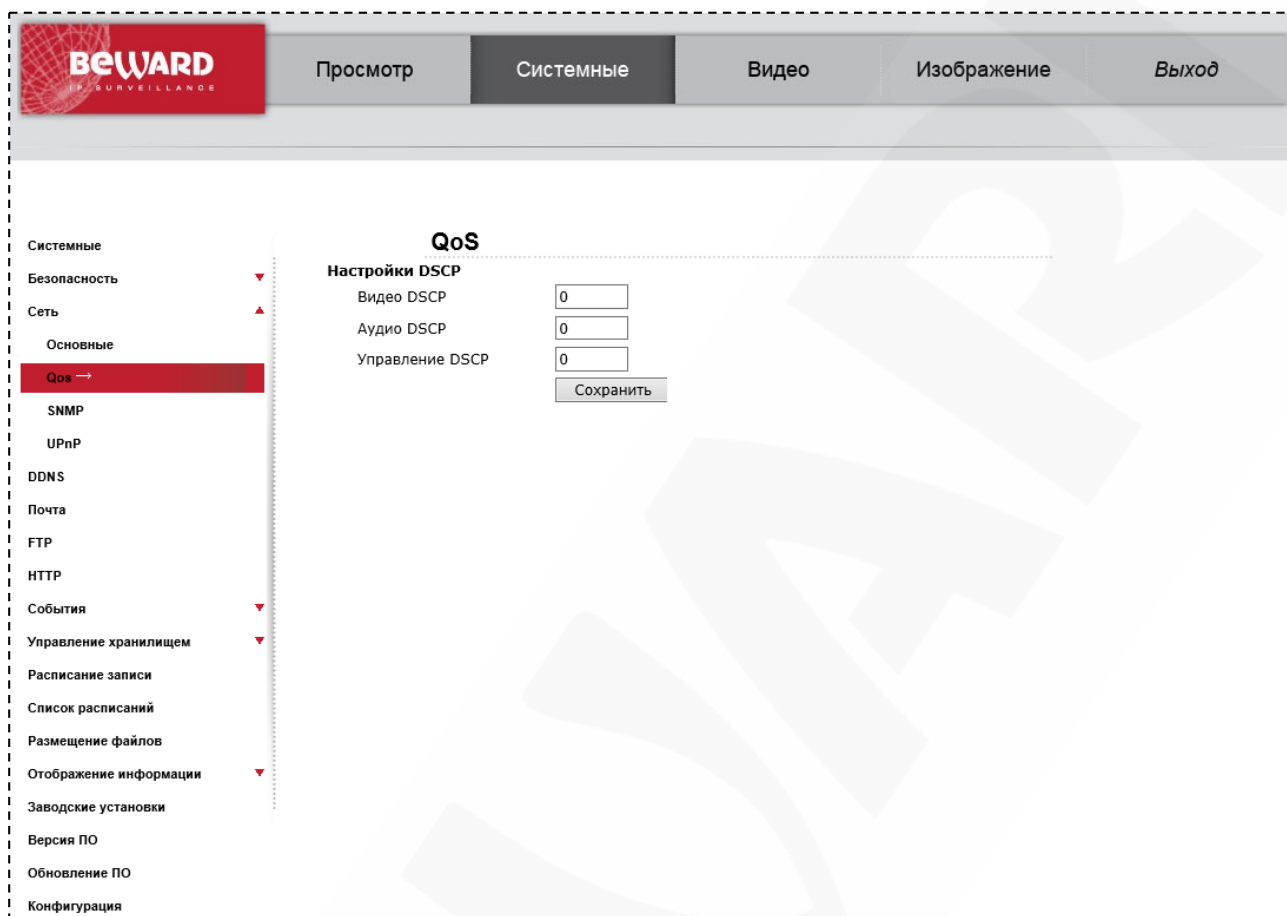 BEWARD
IP SURVEILLANCE
Просмотр
Системные
Видео
Изображение
Выход
Системные
Безопасность
Сеть
Основные
Qos →
SNMP
UPnP
DDNS
Почта
FTP
HTTP
События
Управление хранилищем
Расписание записи
Список расписаний
Размещение файлов
Отображение информации
Заводские установки
Версия ПО
Обновление ПО
Конфигурация
QoS
Настройки DSCP
Видео DSCP 0
Аудио DSCP 0
Управление DSCP 0
Сохранить